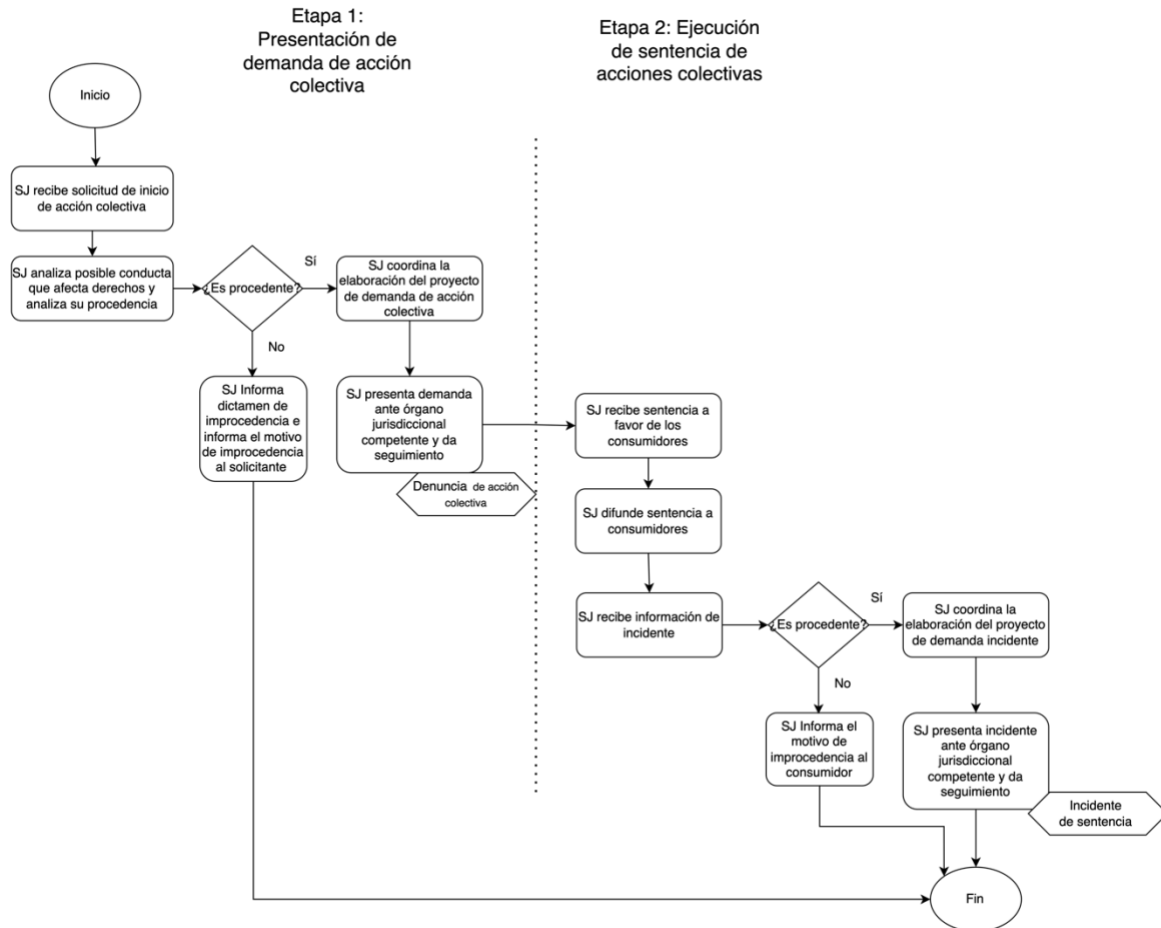 Etapa 1:
Presentación de
demanda de acción
colectiva
Etapa 2: Ejecución
de sentencia de
acciones colectivas
Inicio
SJ recibe solicitud de inicio
de acción colectiva
SJ analiza posible conducta
que afecta derechos y
analiza su procedencia
¿Es procedente?
Sí
SJ coordina la
elaboración del proyecto
de demanda de acción
colectiva
No
SJ Informa
dictamen de
improcedencia e
informa el motivo
de improcedencia
al solicitante
SJ presenta demanda
ante órgano
jurisdiccional
competente y da
seguimiento
Denuncia de acción
colectiva
SJ recibe sentencia a
favor de los
consumidores
SJ difunde sentencia a
consumidores
SJ recibe información de
incidente
¿Es procedente?
Sí
SJ coordina la
elaboración del proyecto
de demanda incidente
No
SJ Informa el
motivo de
improcedencia al
consumidor
SJ presenta incidente
ante órgano
jurisdiccional
competente y da
seguimiento
Incidente
de sentencia
Fin